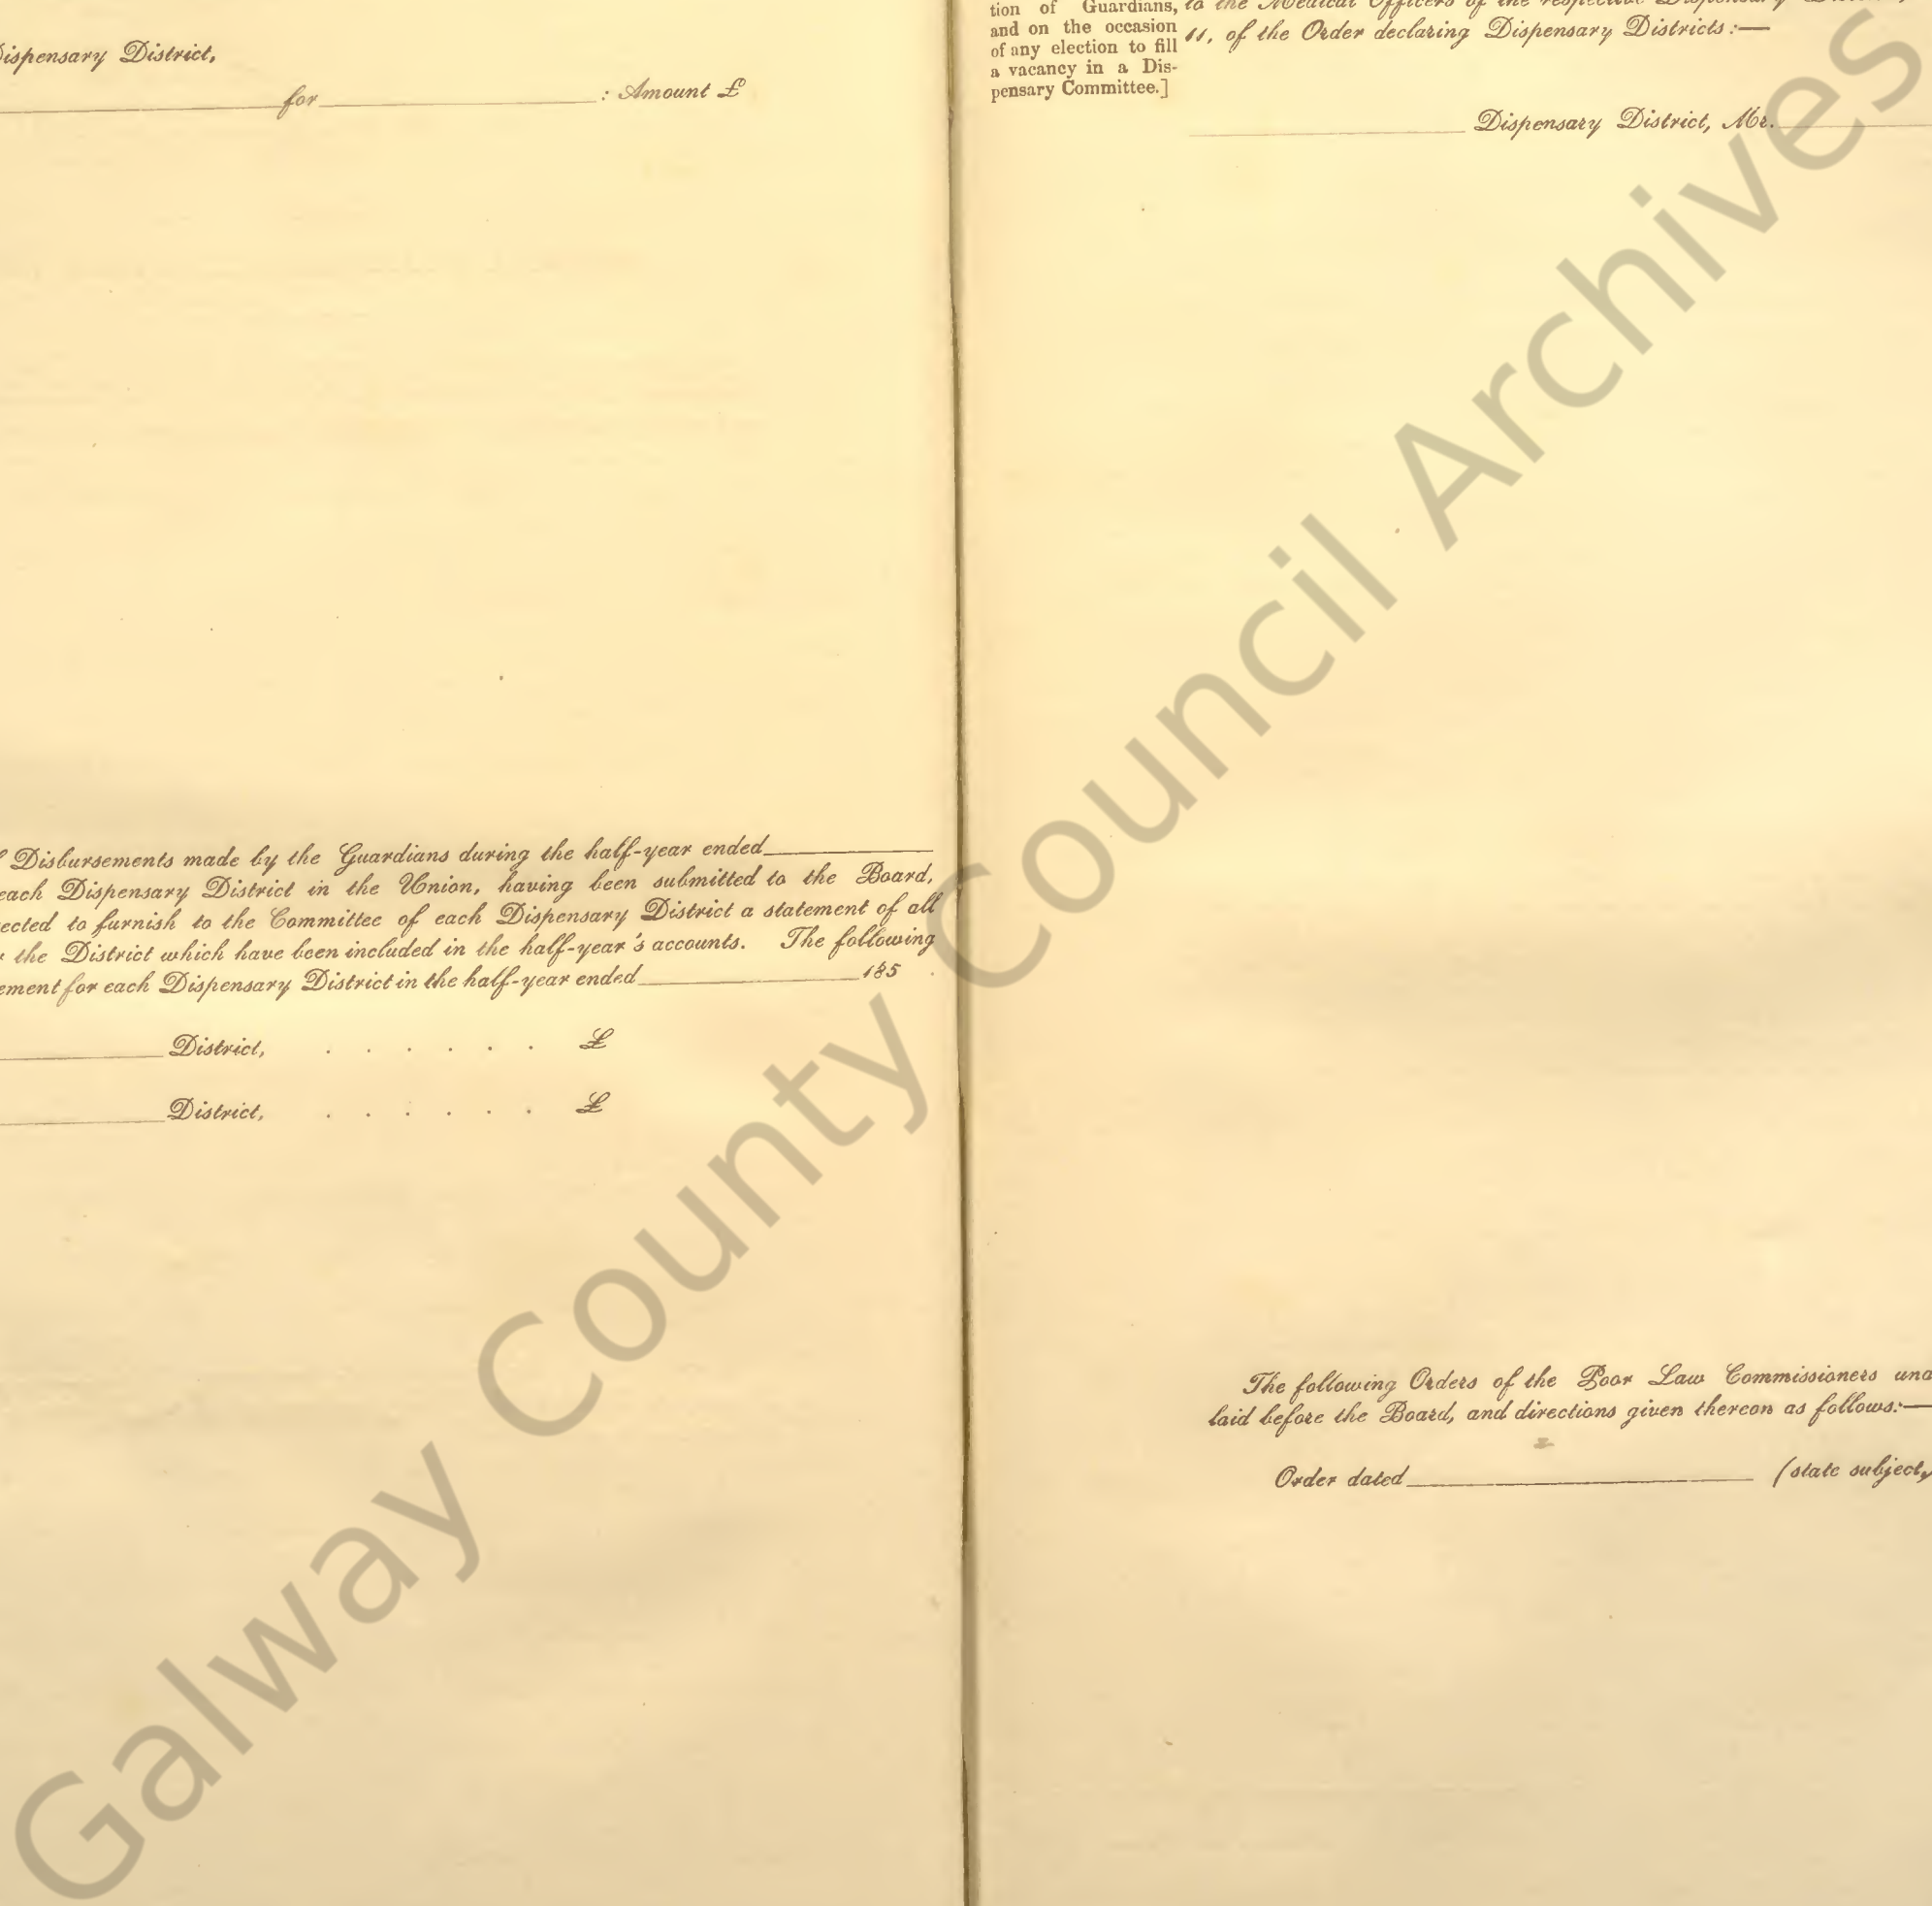 Dispensary District,
for : Amount £
Disbursements made by the Guardians during the half-year ended
each Dispensary District in the Union, having been submitted to the Board,
ected to furnish to the Committee of each Dispensary District a statement of all
the District which have been included in the half-year's accounts. The following
ement for each Dispensary District in the half-year ended 185 .
District, . . . . . . £
District, . . . . . . £
tion of Guardians,
and on the occasion
of any election to fill
a vacancy in a Dis-
pensary Committee.]
to the Medical Officers of the respective Dispensary
11, of the Order declaring Dispensary Districts:—
Dispensary District, Mr.
The following Orders of the Poor Law Commissioners und
laid before the Board, and directions given thereon as follows:—
Order dated (state subject,
Galway County Council Archives